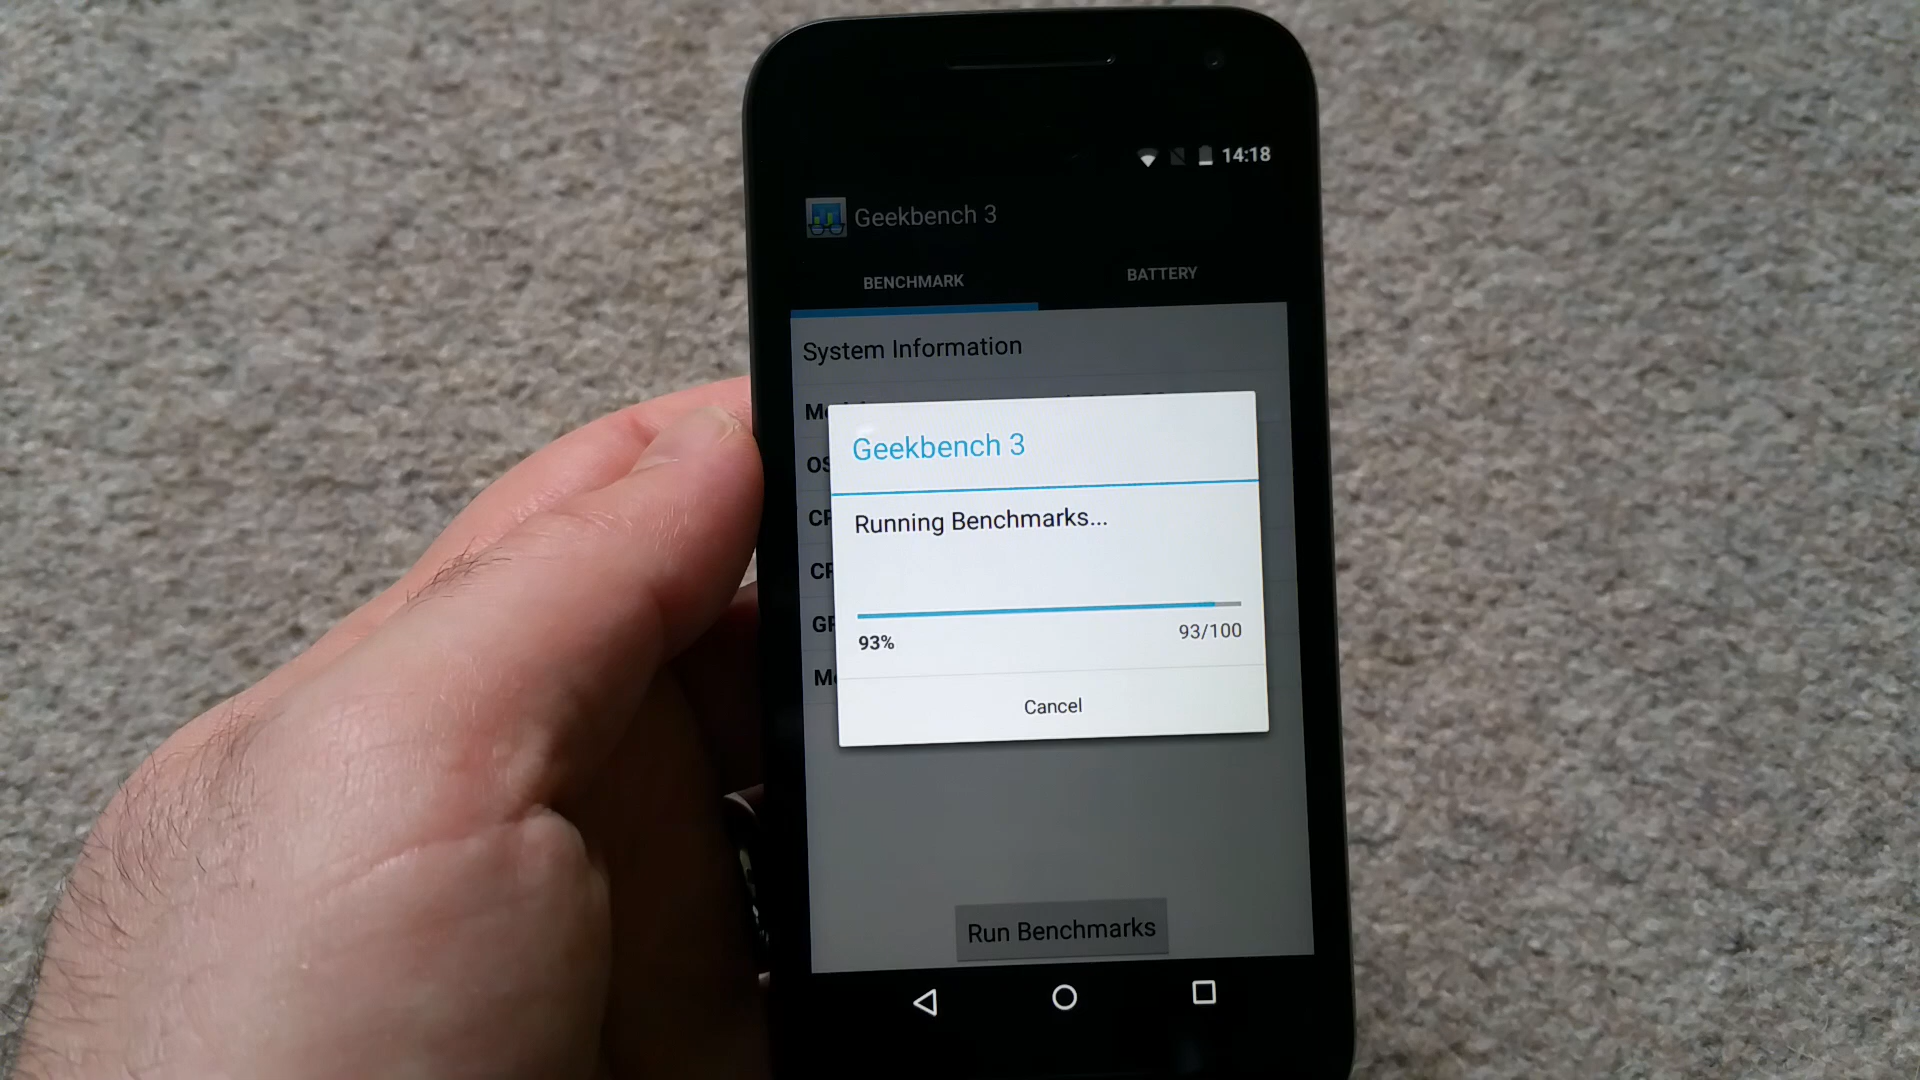 14:18
Geekbench 3
BENCHMARK
BATTERY
System Information
Geekbench 3
Running Benchmarks...
93%
93/100
Cancel
Run Benchmarks